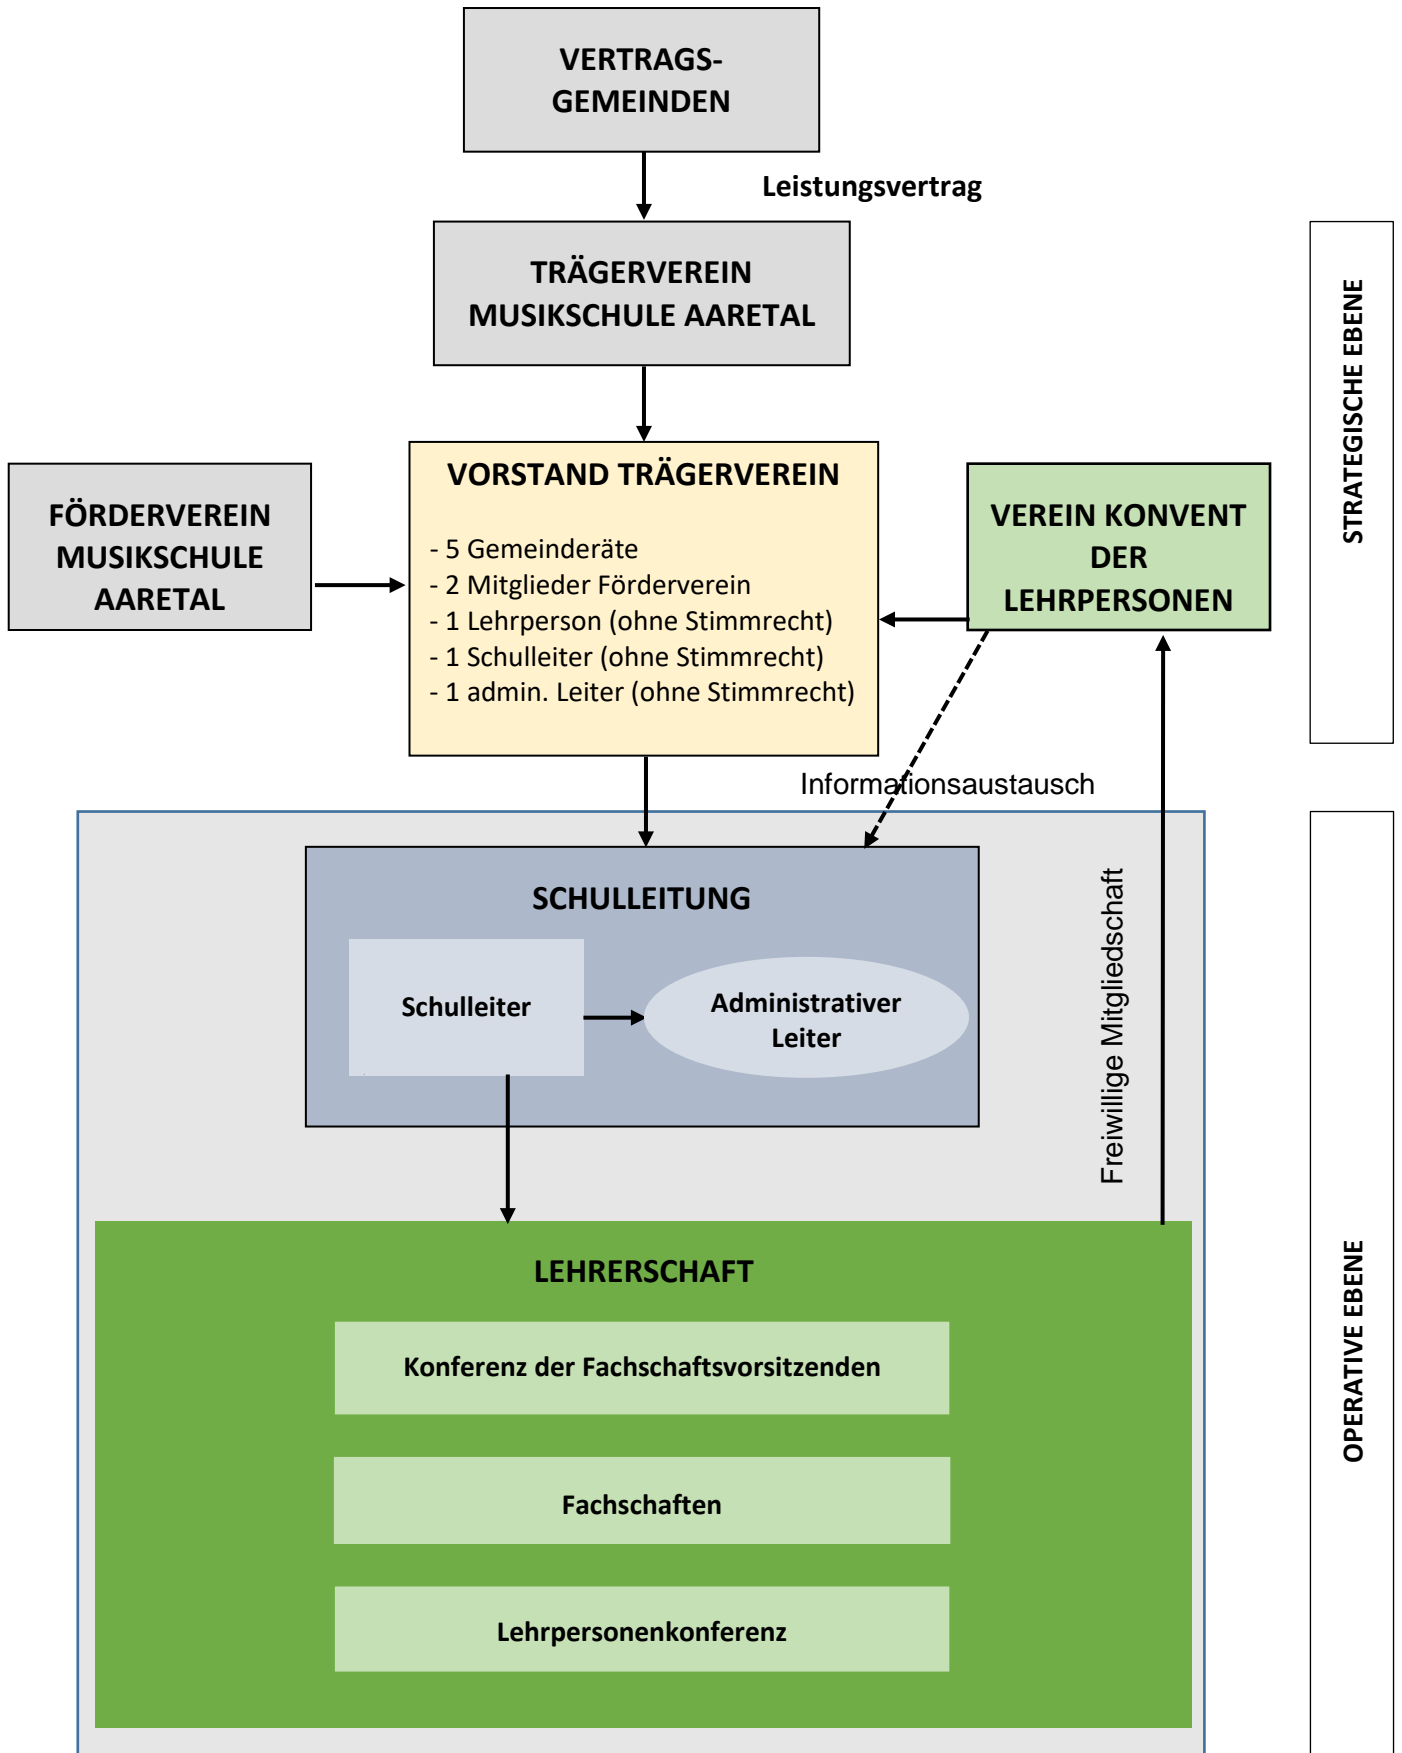 VERTRAGS-
GEMEINDEN
Leistungsvertrag
TRÄGERVEREIN
MUSIKSCHULE AARETAL
STRATEGISCHE EBENE
FÖRDERVEREIN
MUSIKSCHULE
AARETAL
VORSTAND TRÄGERVEREIN
- 5 Gemeinderäte
- 2 Mitglieder Förderverein
- 1 Lehrperson (ohne Stimmrecht)
- 1 Schulleiter (ohne Stimmrecht)
- 1 admin. Leiter (ohne Stimmrecht)
VEREIN KONVENT
DER
LEHRPERSONEN
Informationsaustausch
SCHULLEITUNG
Schulleiter
Administrativer
Leiter
Freiwillige Mitgliedschaft
LEHRERSCHAFT
Konferenz der Fachschaftsvorsitzenden
Fachschaften
Lehrpersonenkonferenz
OPERATIVE EBENE